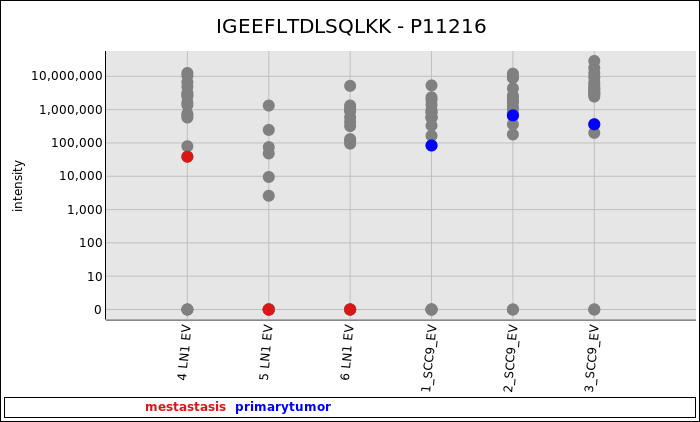 IGEEFLTDLSQLKK - P11216
intensity
10,000,000
1,000,000
100,000
10,000
1,000
100
10
0
4 LN1 EV
5 LN1 EV
6 LN1 EV
1_SCC9_EV
2_SCC9_EV
3_SCC9_EV
mestastasis primarytumor